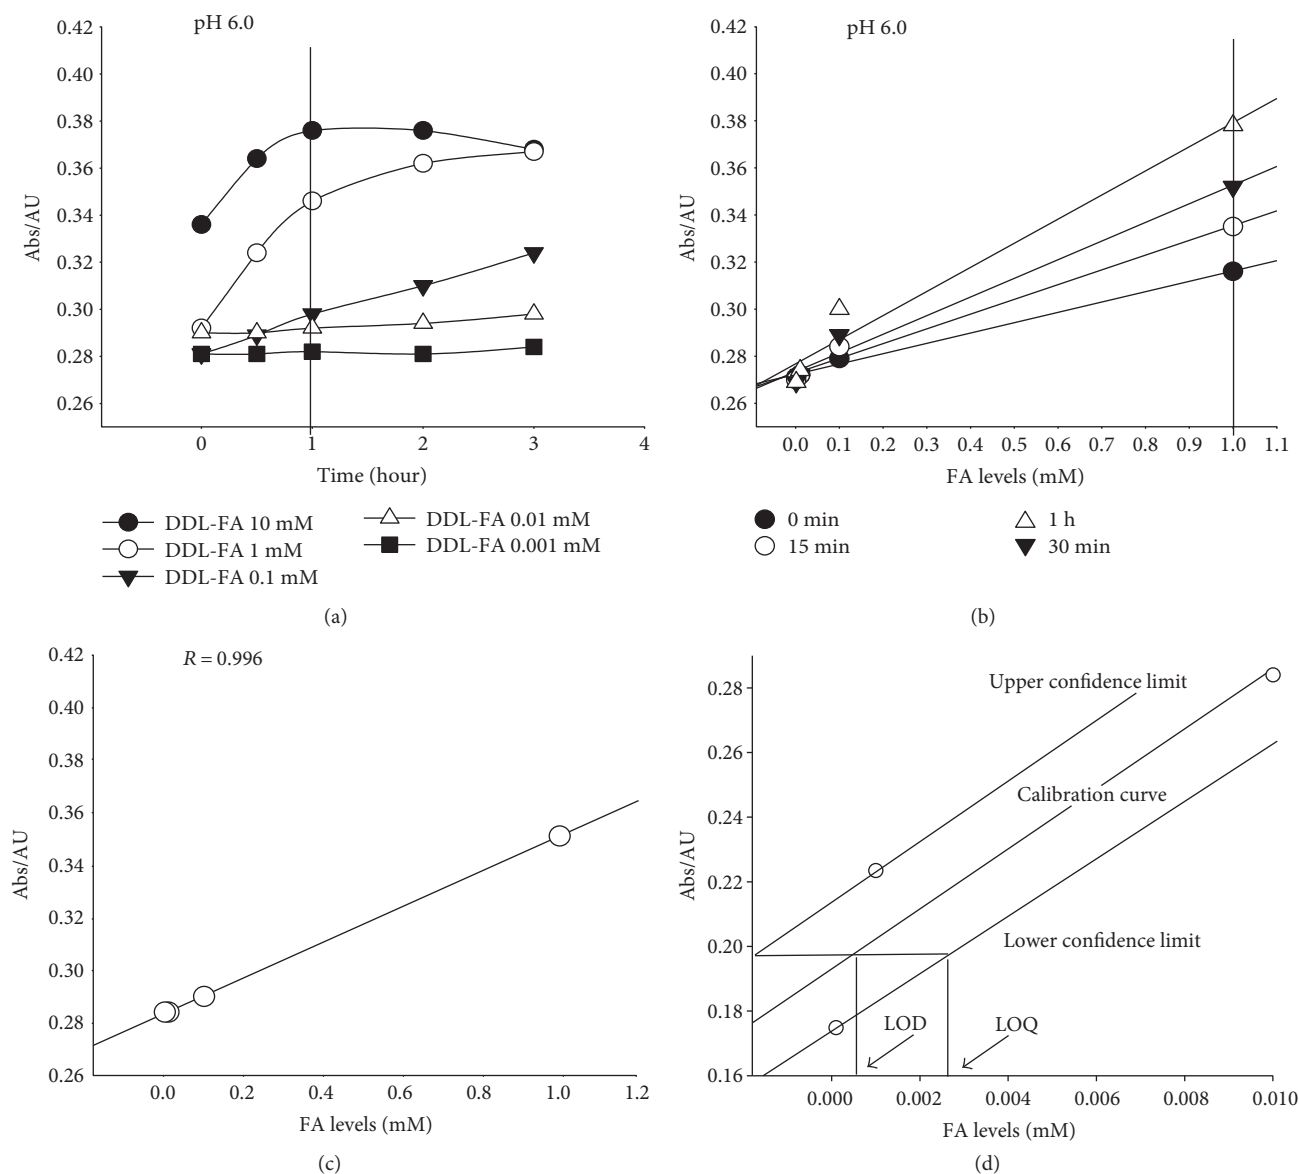 pH 6.0
0.42
0.40
0.38
0.36
0.34
0.32
0.30
0.28
0.26
Abs/AU
0 1 2 3 4
Time (hour)
DDL-FA 10 mM
DDL-FA 1 mM
DDL-FA 0.1 mM
DDL-FA 0.01 mM
DDL-FA 0.001 mM
(a)
pH 6.0
0.42
0.40
0.38
0.36
0.34
0.32
0.30
0.28
0.26
Abs/AU
0.0 0.1 0.2 0.3 0.4 0.5 0.6 0.7 0.8 0.9 1.0 1.1
FA levels (mM)
0 min
15 min
1 h
30 min
(b)
R = 0.996
0.42
0.40
0.38
0.36
0.34
0.32
0.30
0.28
0.26
Abs/AU
0.0 0.2 0.4 0.6 0.8 1.0 1.2
FA levels (mM)
(c)
0.28
0.26
0.24
0.22
0.20
0.18
0.16
Abs/AU
Upper confidence limit
Calibration curve
Lower confidence limit
LOD
LOQ
0.000 0.002 0.004 0.006 0.008 0.010
FA levels (mM)
(d)